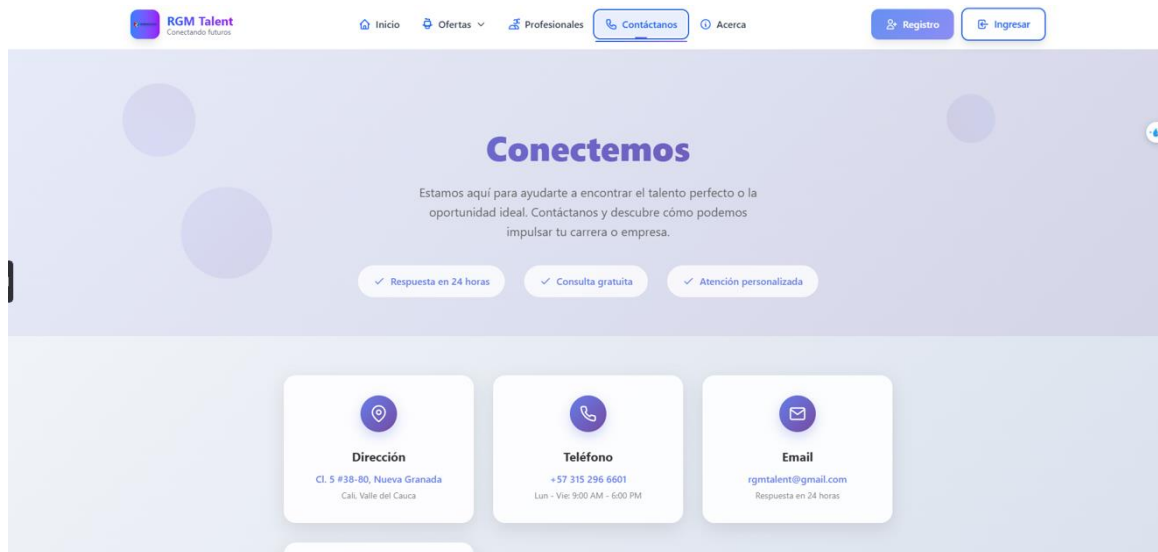 RGM Talent
Conectando futuros
Inicio
Ofertas
Profesionales
Contáctanos
Acerca
Registro
Ingresar
Conectemos
Estamos aquí para ayudarte a encontrar el talento perfecto o la
oportunidad ideal. Contáctanos y descubre cómo podemos
impulsar tu carrera o empresa.
Respuesta en 24 horas
Consulta gratuita
Atención personalizada
Dirección
Cl. 5 #38-80, Nueva Granada
Cali, Valle del Cauca
Teléfono
+57 315 296 6601
Lun - Vie: 9:00 AM - 6:00 PM
Email
rgmtalent@gmail.com
Respuesta en 24 horas